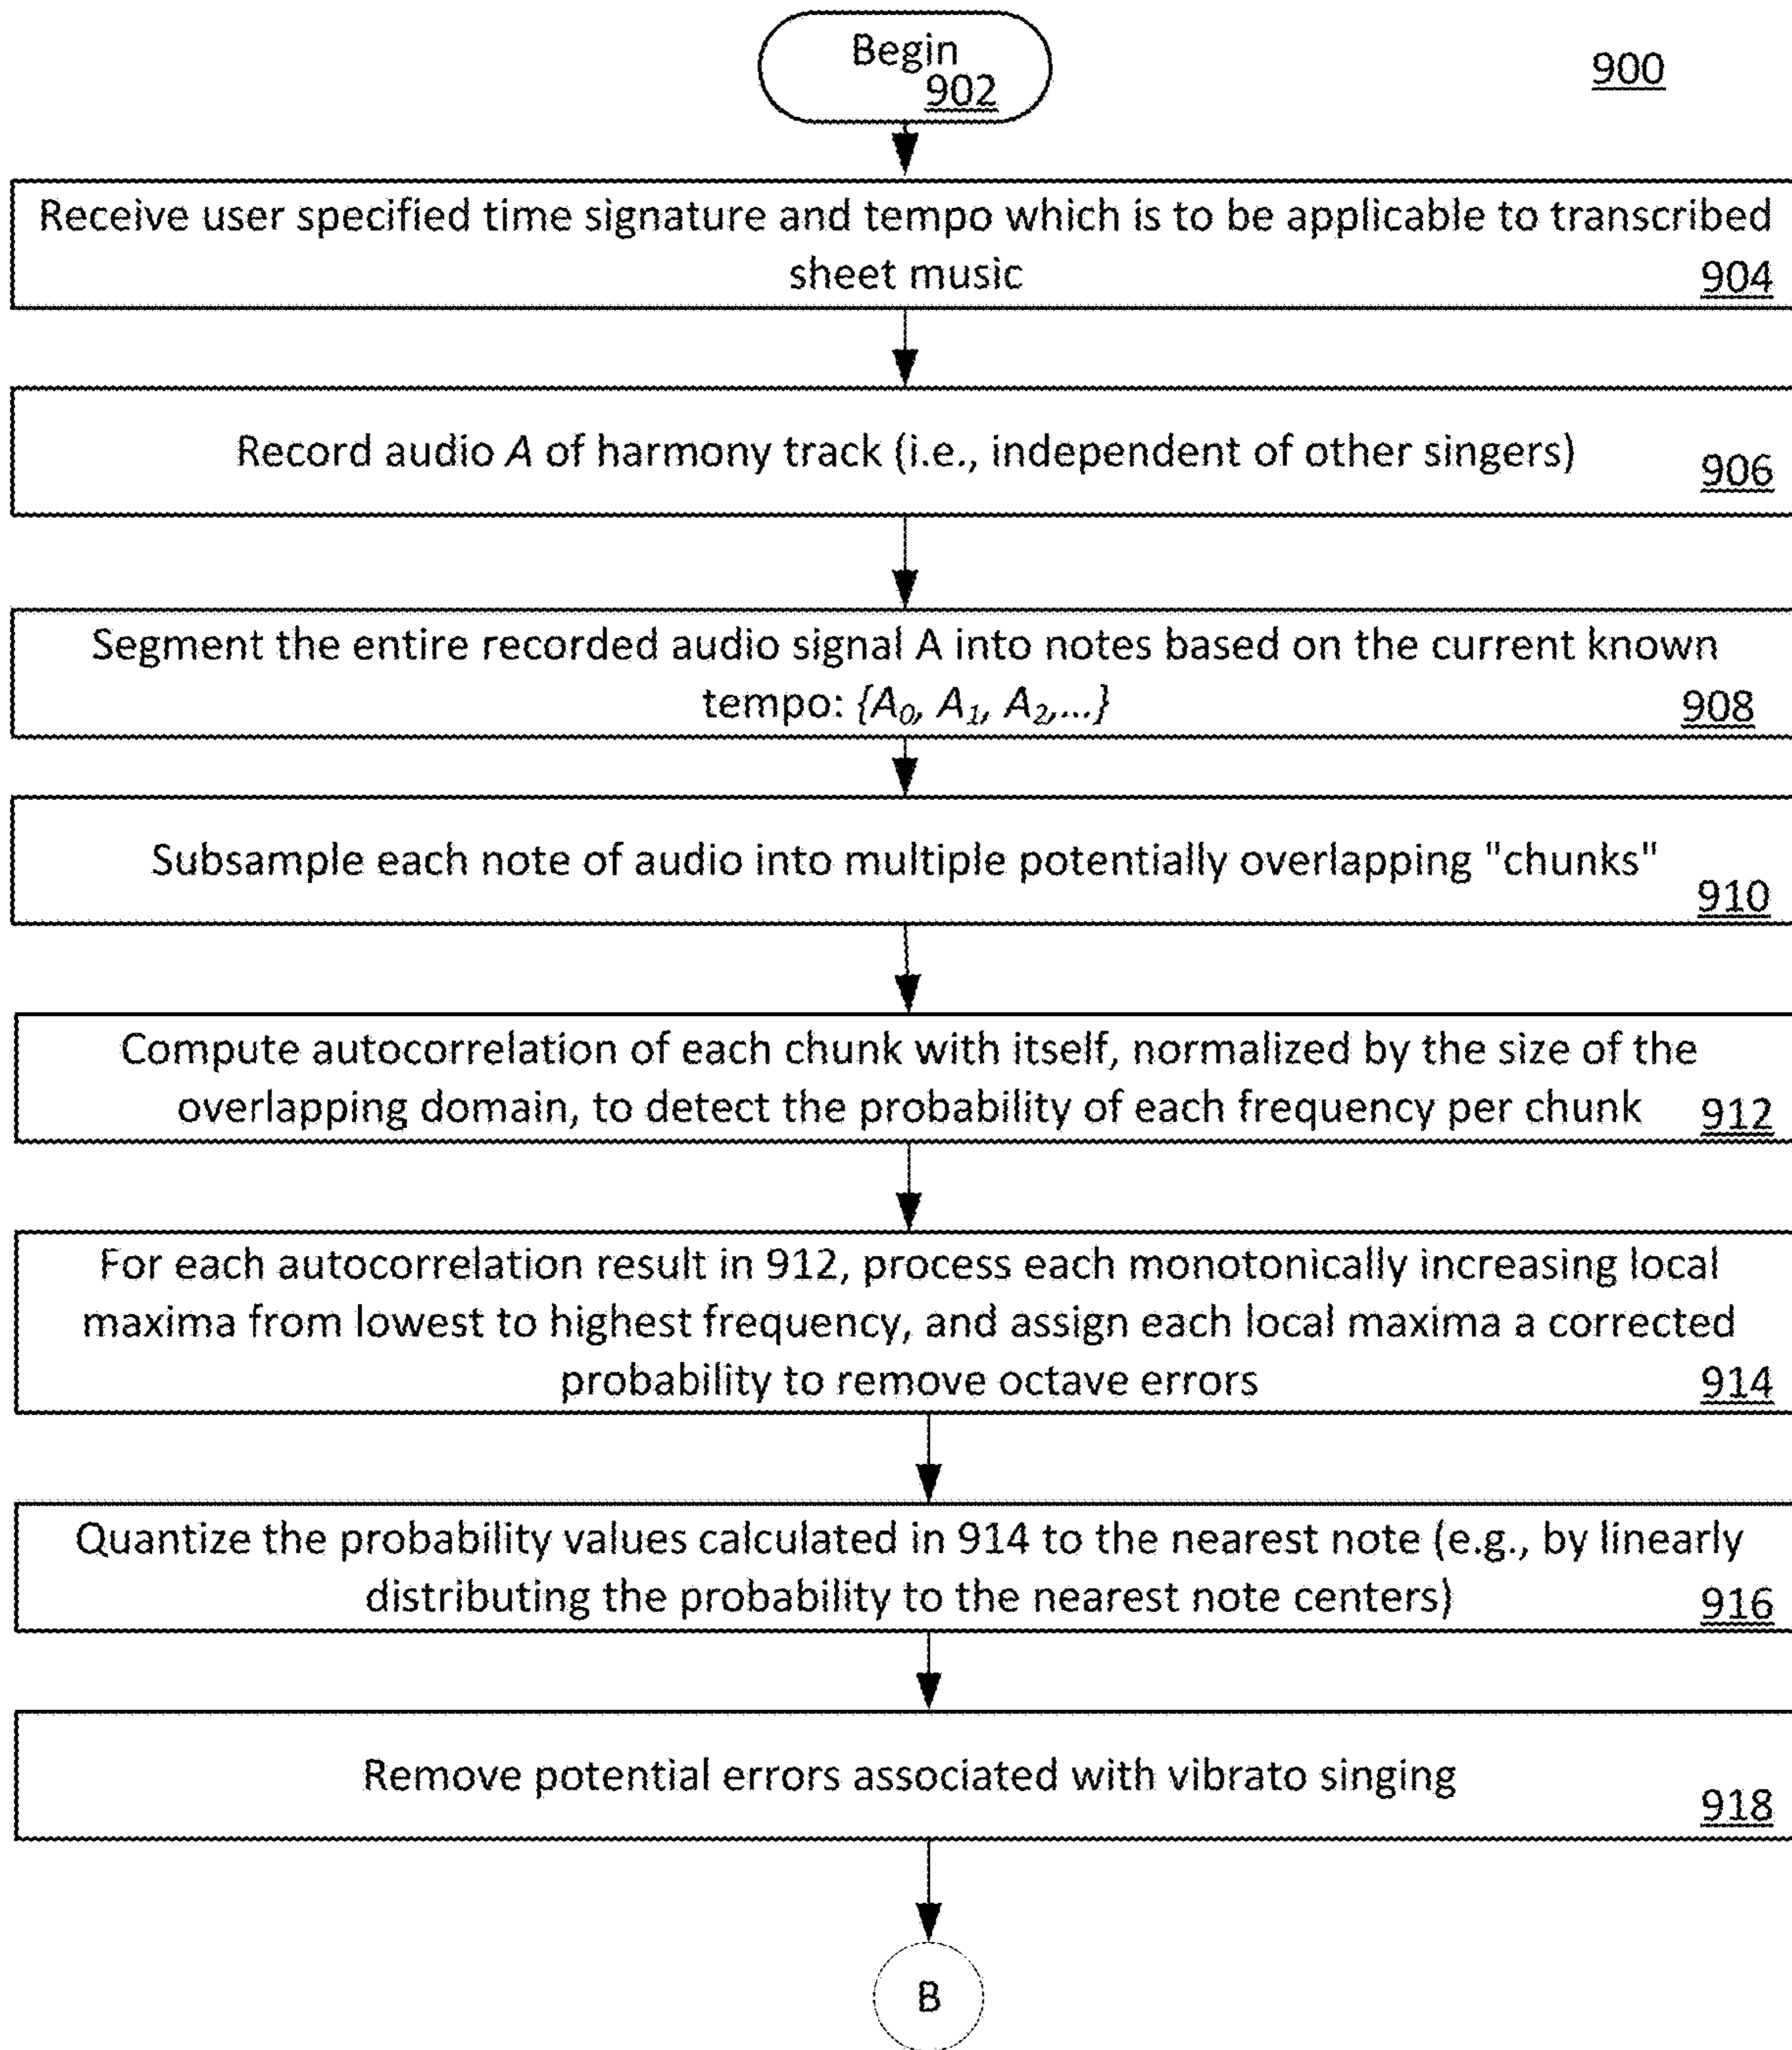 Begin
902
900
Receive user specified time signature and tempo which is to be applicable to transcribed
sheet music
904
Record audio A of harmony track (i.e., independent of other singers)
906
Segment the entire recorded audio signal A into notes based on the current known
tempo: {A₀, A₁, A₂,...}
908
Subsample each note of audio into multiple potentially overlapping "chunks"
910
Compute autocorrelation of each chunk with itself, normalized by the size of the
overlapping domain, to detect the probability of each frequency per chunk
912
For each autocorrelation result in 912, process each monotonically increasing local
maxima from lowest to highest frequency, and assign each local maxima a corrected
probability to remove octave errors
914
Quantize the probability values calculated in 914 to the nearest note (e.g., by linearly
distributing the probability to the nearest note centers)
916
Remove potential errors associated with vibrato singing
918
B